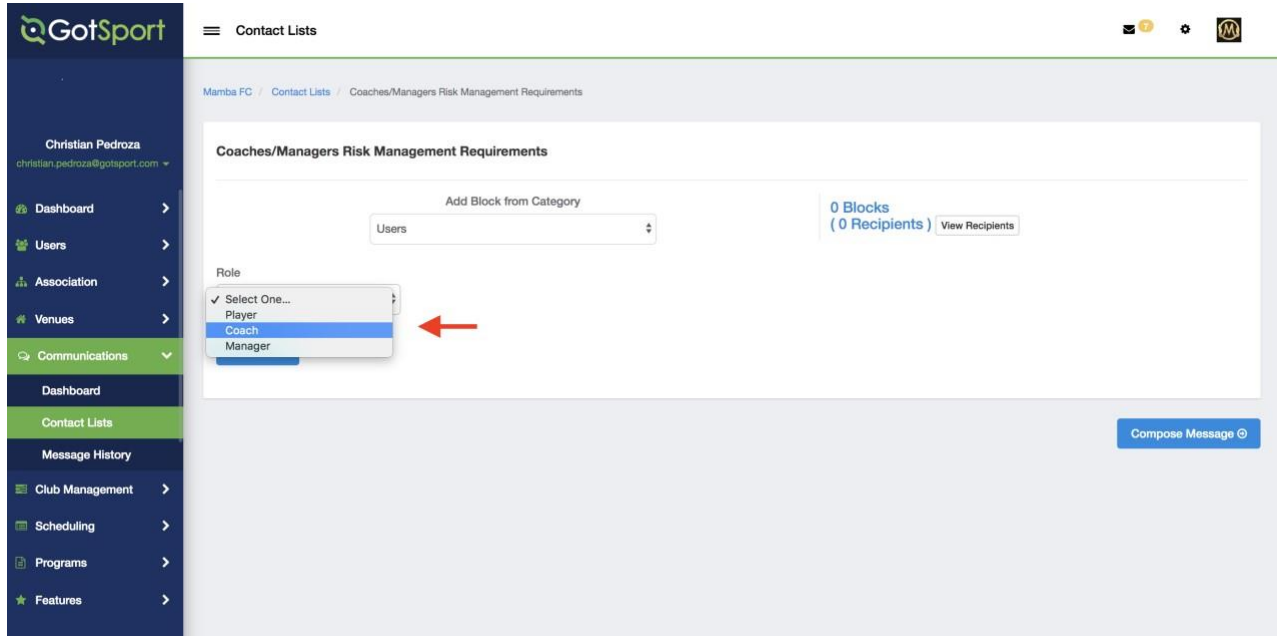 GotSport
Contact Lists
7
Mamba FC / Contact Lists / Coaches/Managers Risk Management Requirements
Christian Pedroza
christian.pedroza@gotsport.com
Dashboard
Users
Association
Venues
Communications
Dashboard
Contact Lists
Message History
Club Management
Scheduling
Programs
Features
Coaches/Managers Risk Management Requirements
Add Block from Category
Users
0 Blocks
( 0 Recipients ) View Recipients
Role
✓ Select One...
Player
Coach
Manager
Compose Message